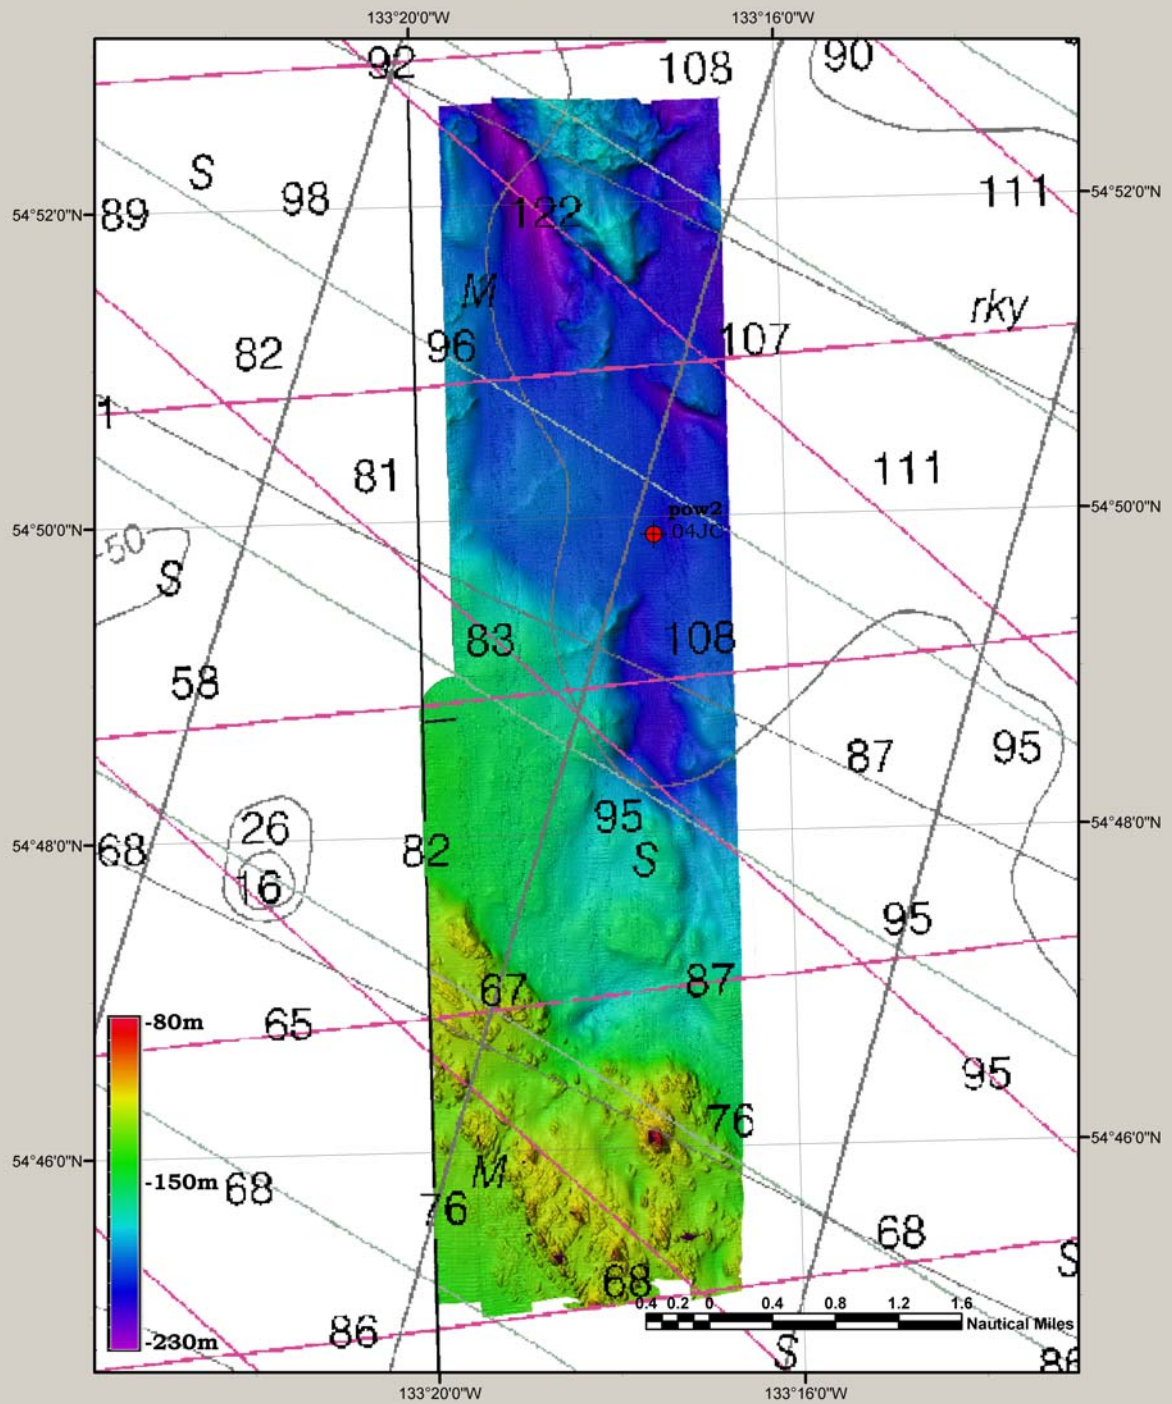 133°20'0"W 133°16'0"W
92 108 90
S
98 111
54°52'0"N 89 122 54°52'0"N
M rky
82 96 107
1
81 111
pow2
54°50'0"N 04JC 54°50'0"N
-50
S
83 108
58
87 95
26 95 54°48'0"N
54°48'0"N 68 82 S
16
95
67 87
-80m 65
95
76
54°46'0"N
54°46'0"N M
-150m 68 76
68
S
68
0.4 0.2 0 0.4 0.8 1.2 1.6
Nautical Miles
-230m 86 S
133°20'0"W 133°16'0"W